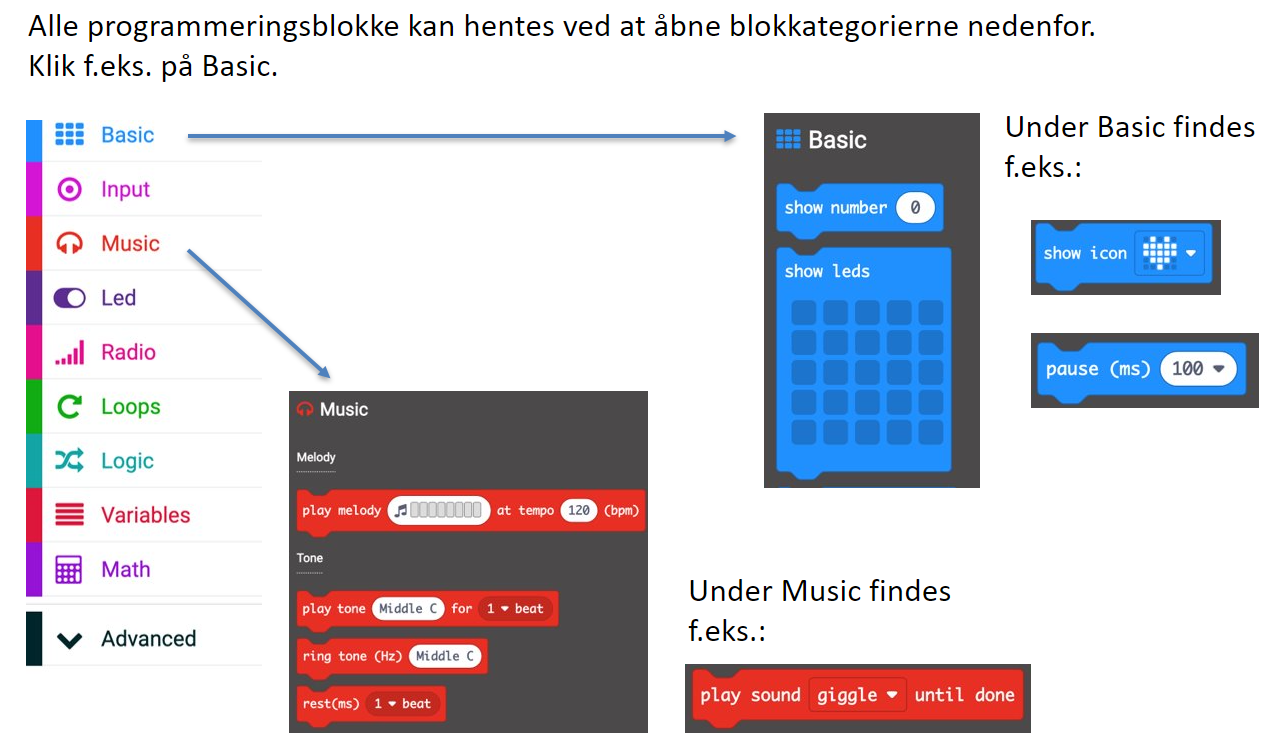 Alle programmeringsblokke kan hentes ved at åbne blokkategorierne nedenfor.
Klik f.eks. på Basic.
Basic
Input
Music
Led
Radio
Loops
Logic
Variables
Math
Advanced
Music
Melody
play melody at tempo 120 (bpm)
Tone
play tone Middle C for 1 beat
ring tone (Hz) Middle C
rest(ms) 1 beat
Basic
show number 0
show leds
Under Basic findes
f.eks.:
show icon
pause (ms) 100
Under Music findes
f.eks.:
play sound giggle until done